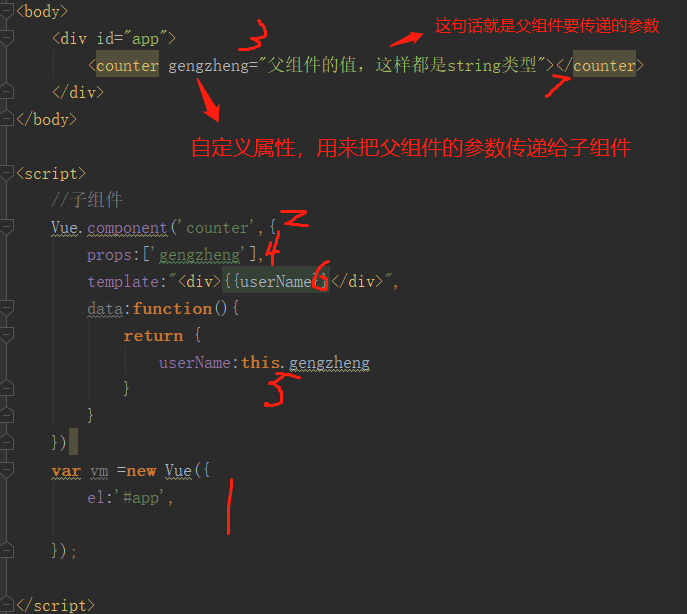 <body>
3
这句话就是父组件要传递的参数
<div id="app">
<counter gengzheng="父组件的值，这样都是string类型"></counter>
7
</div>
</body>
自定义属性，用来把父组件的参数传递给子组件
<script>
//子组件
Vue.component('counter',{
2
props:['gengzheng'],
4
template:"<div>{{userName}}</div>",
6
data:function(){
return {
userName:this.gengzheng
5
}
}
})
var vm =new Vue({
1
el:'#app',
});
</script>